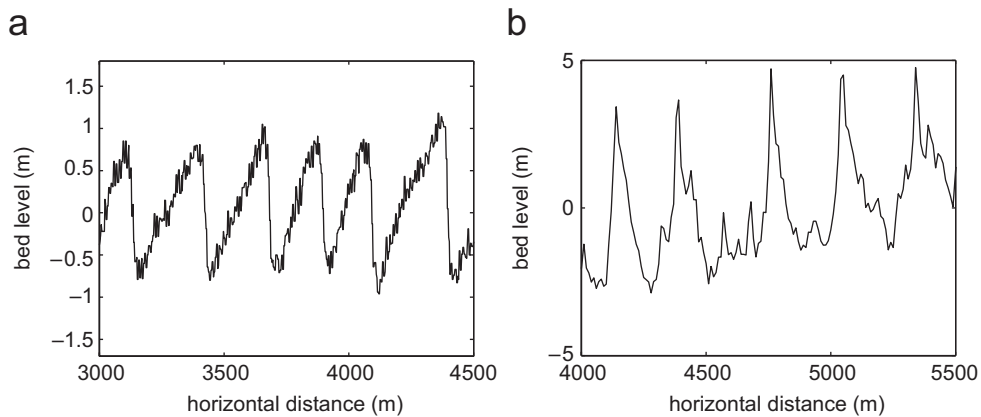 a
1.5
1
0.5
0
−0.5
−1
−1.5
bed level (m)
3000 3500 4000 4500
horizontal distance (m)
b
5
0
−5
bed level (m)
4000 4500 5000 5500
horizontal distance (m)